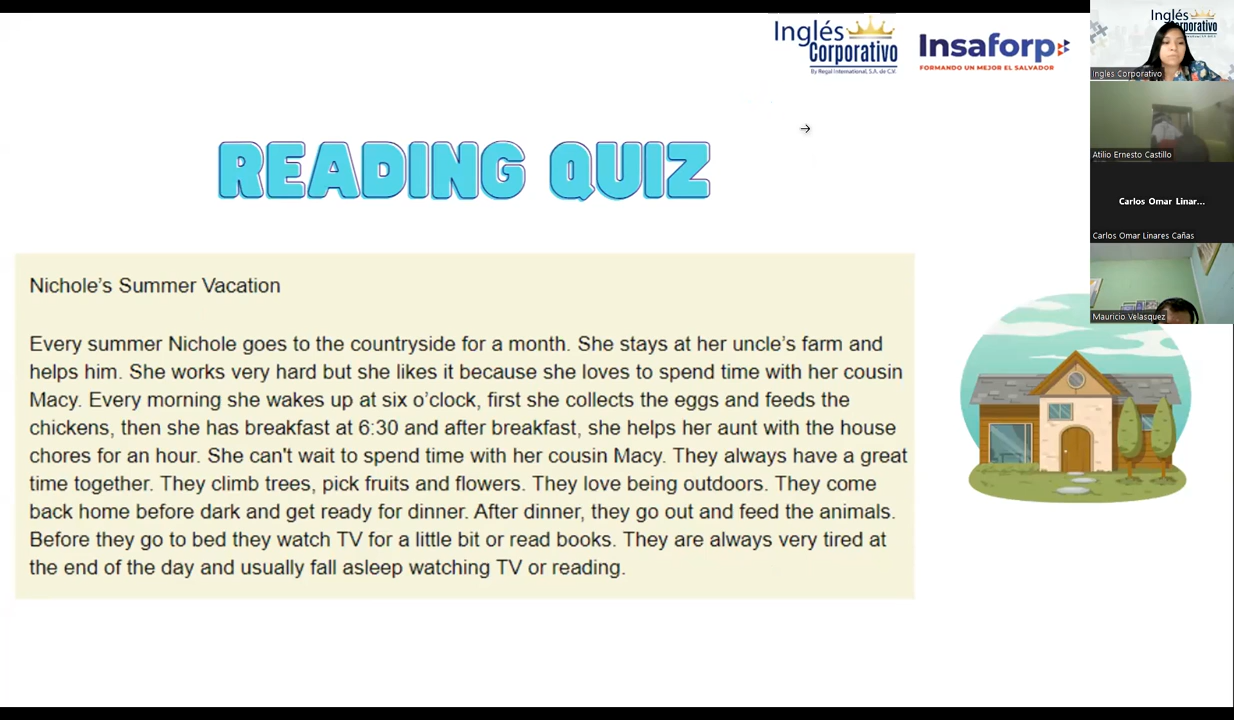 Inglés
Corporativo
By Regal International, S.A. de C.V.
Insaforp
FORMANDO UN MEJOR EL SALVADOR
READING QUIZ
Nichole's Summer Vacation
Every summer Nichole goes to the countryside for a month. She stays at her uncle's farm and
helps him. She works very hard but she likes it because she loves to spend time with her cousin
Macy. Every morning she wakes up at six o'clock, first she collects the eggs and feeds the
chickens, then she has breakfast at 6:30 and after breakfast, she helps her aunt with the house
chores for an hour. She can't wait to spend time with her cousin Macy. They always have a great
time together. They climb trees, pick fruits and flowers. They love being outdoors. They come
back home before dark and get ready for dinner. After dinner, they go out and feed the animals.
Before they go to bed they watch TV for a little bit or read books. They are always very tired at
the end of the day and usually fall asleep watching TV or reading.
Inglés
Corporativo
Ingles Corporativo
Atilio Ernesto Castillo
Carlos Omar Linar...
Carlos Omar Linares Cañas
Mauricio Velasquez